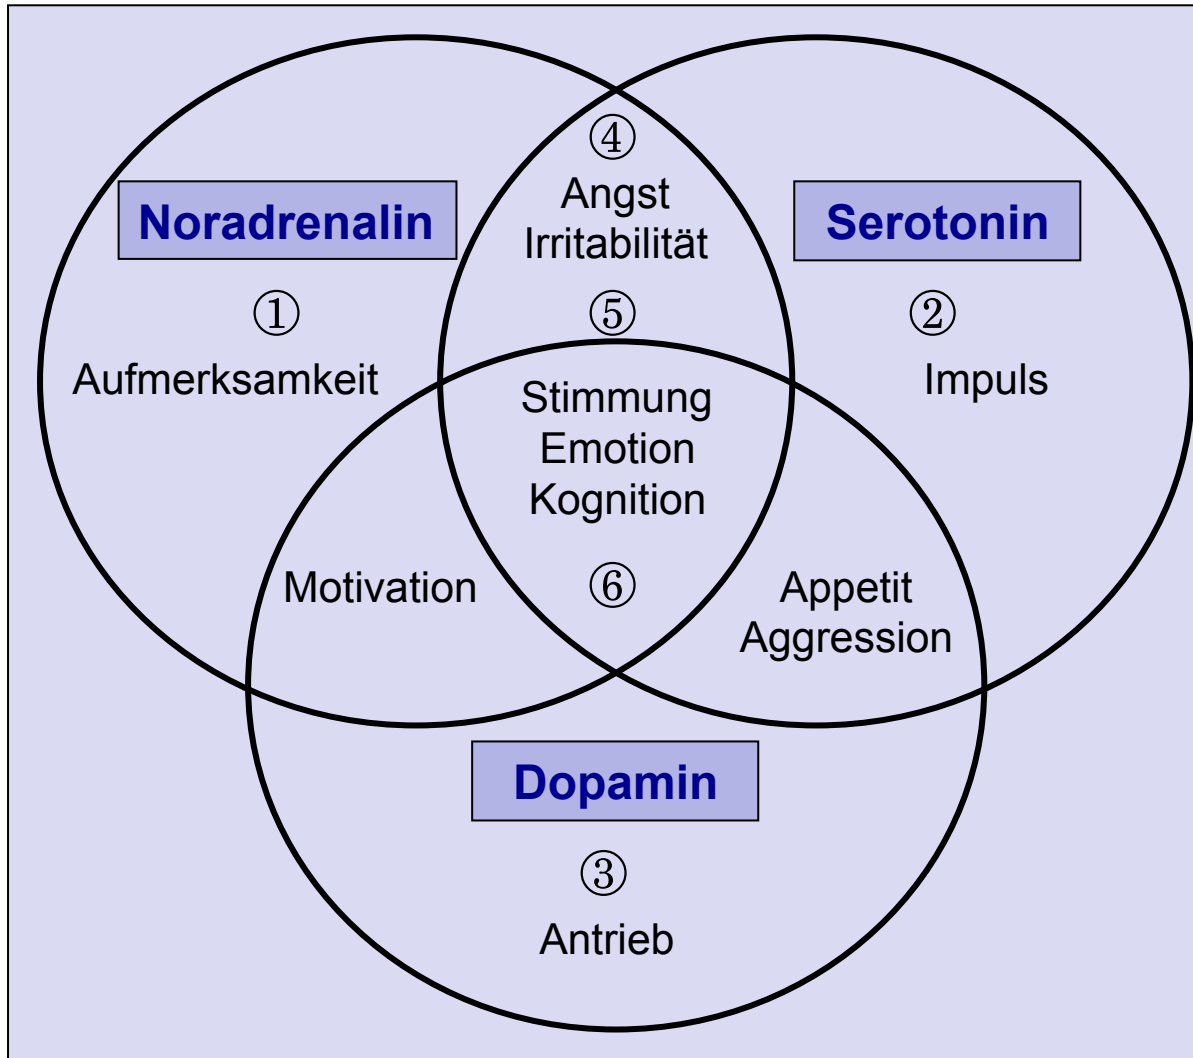 ④
Angst
Irritabilität
Noradrenalin
Serotonin
①
⑤
②
Aufmerksamkeit
Impuls
Stimmung
Emotion
Kognition
Motivation
⑥
Appetit
Aggression
Dopamin
③
Antrieb